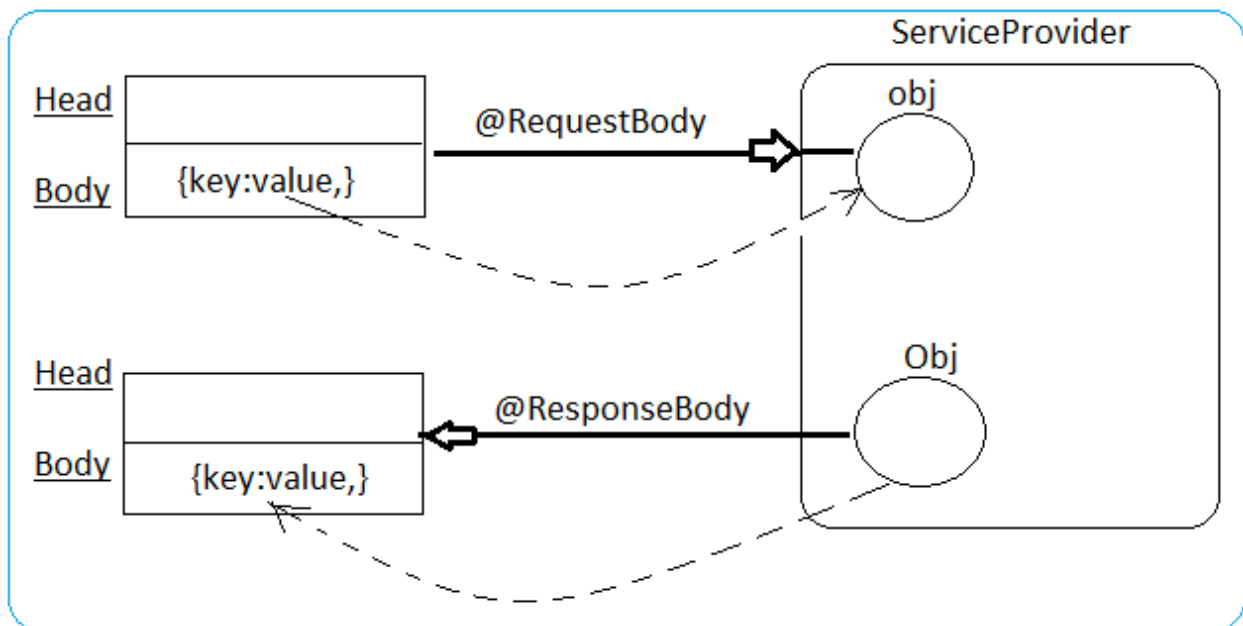 ServiceProvider
Head
@RequestBody
obj
Body
{key:value,}
Head
@ResponseBody
Obj
Body
{key:value,}